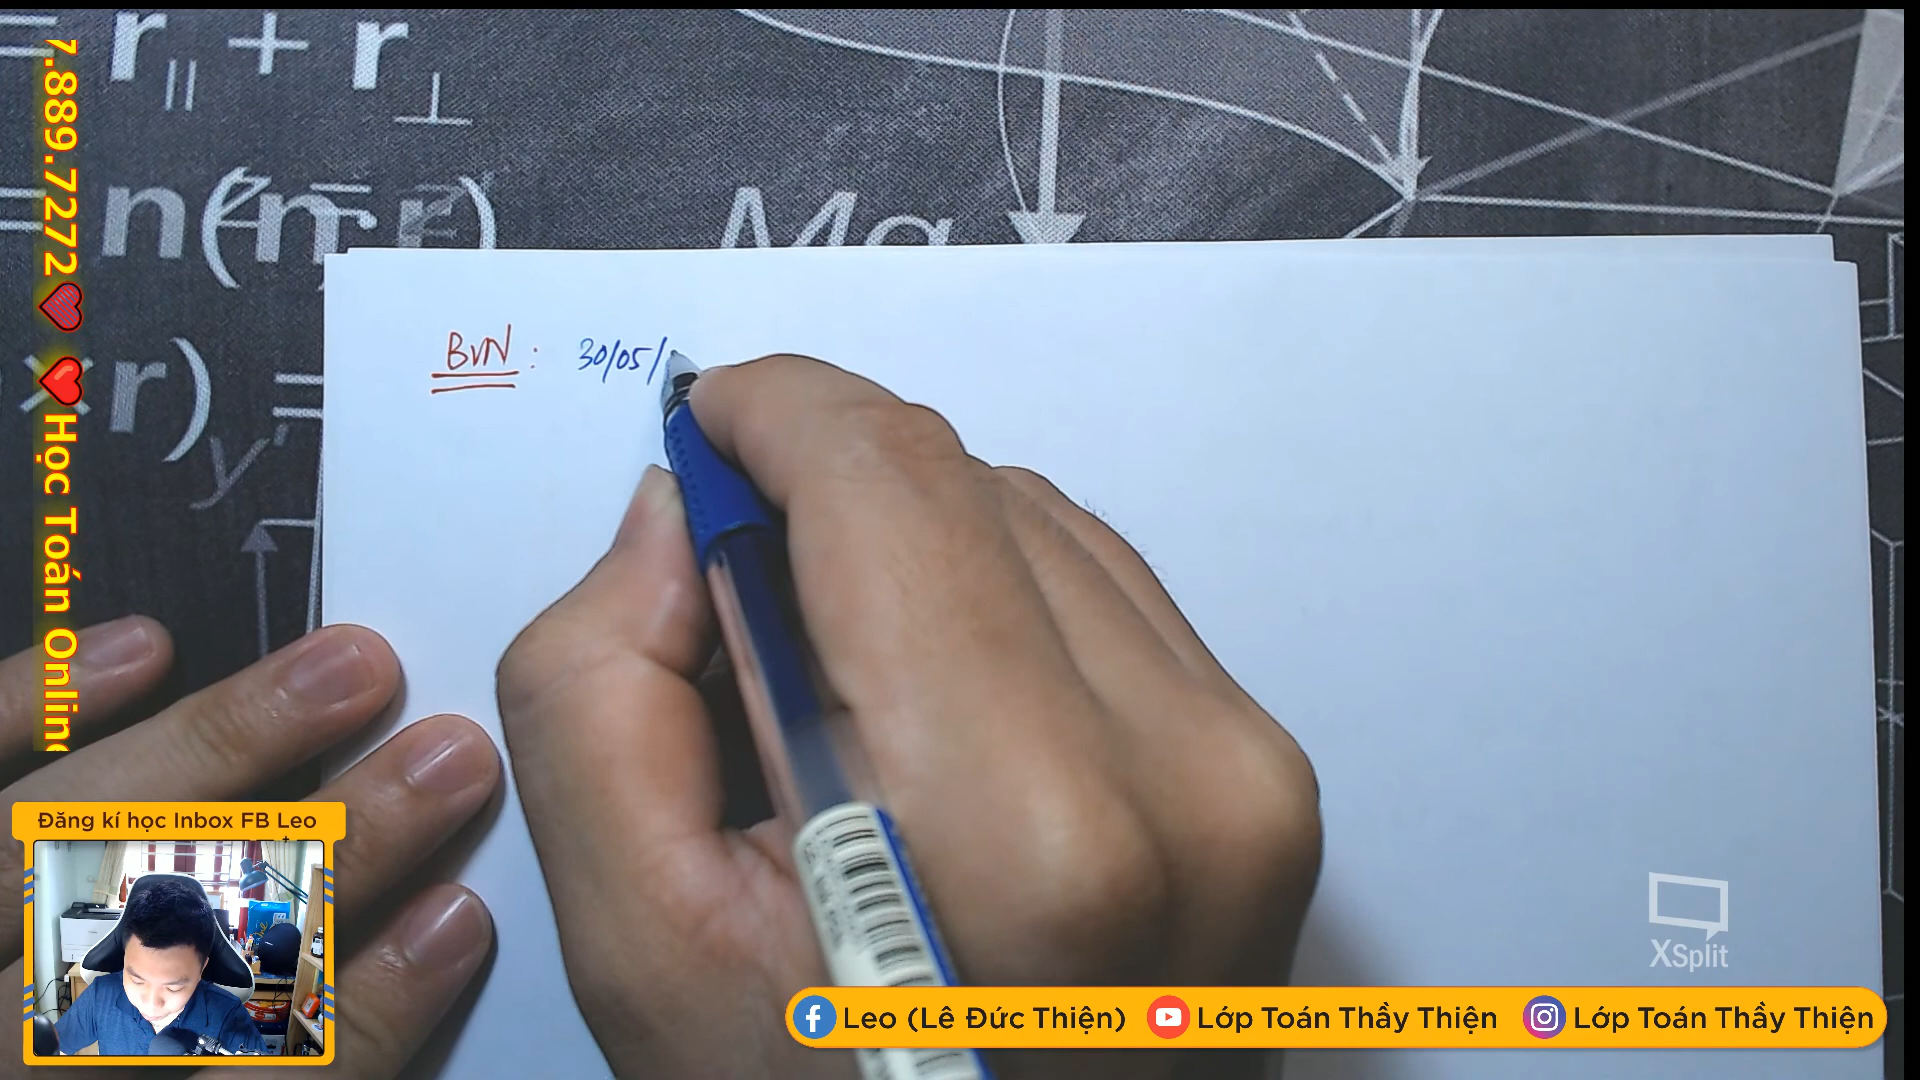 = r|| + r⊥
= n(n r)
Ma
× r) =
y'
7.889.7272 ❤ ❤ Học Toán Online
BVN : 30/05/
Đăng kí học Inbox FB Leo
XSplit
Leo (Lê Đức Thiện) Lớp Toán Thầy Thiện Lớp Toán Thầy Thiện